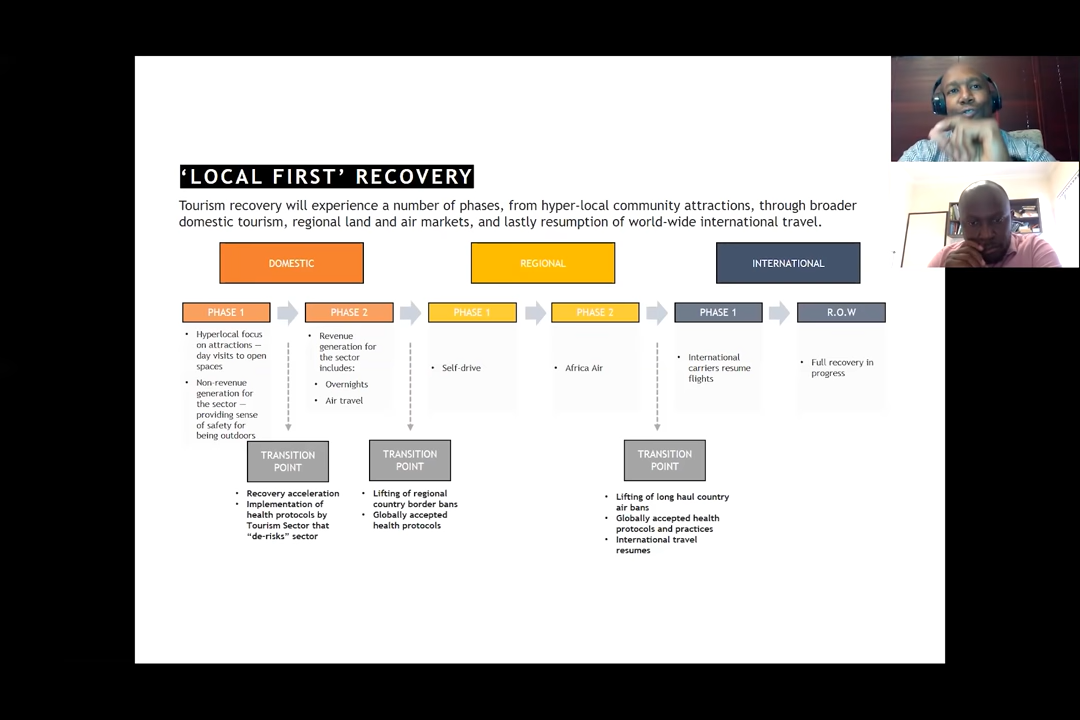 ‘LOCAL FIRST’ RECOVERY
Tourism recovery will experience a number of phases, from hyper-local community attractions, through broader
domestic tourism, regional land and air markets, and lastly resumption of world-wide international travel.
DOMESTIC
REGIONAL
INTERNATIONAL
PHASE 1
PHASE 2
PHASE 1
PHASE 2
PHASE 1
R.O.W
• Hyperlocal focus
on attractions —
day visits to open
spaces
• Non-revenue
generation for
the sector —
providing sense
of safety for
being outdoors
• Revenue
generation for
the sector
includes:
• Overnights
• Air travel
• Self-drive
• Africa Air
• International
carriers resume
flights
• Full recovery in
progress
TRANSITION
POINT
• Recovery acceleration
• Implementation of
health protocols by
Tourism Sector that
“de-risks” sector
TRANSITION
POINT
• Lifting of regional
country border bans
• Globally accepted
health protocols
TRANSITION
POINT
• Lifting of long haul country
air bans
• Globally accepted health
protocols and practices
• International travel
resumes